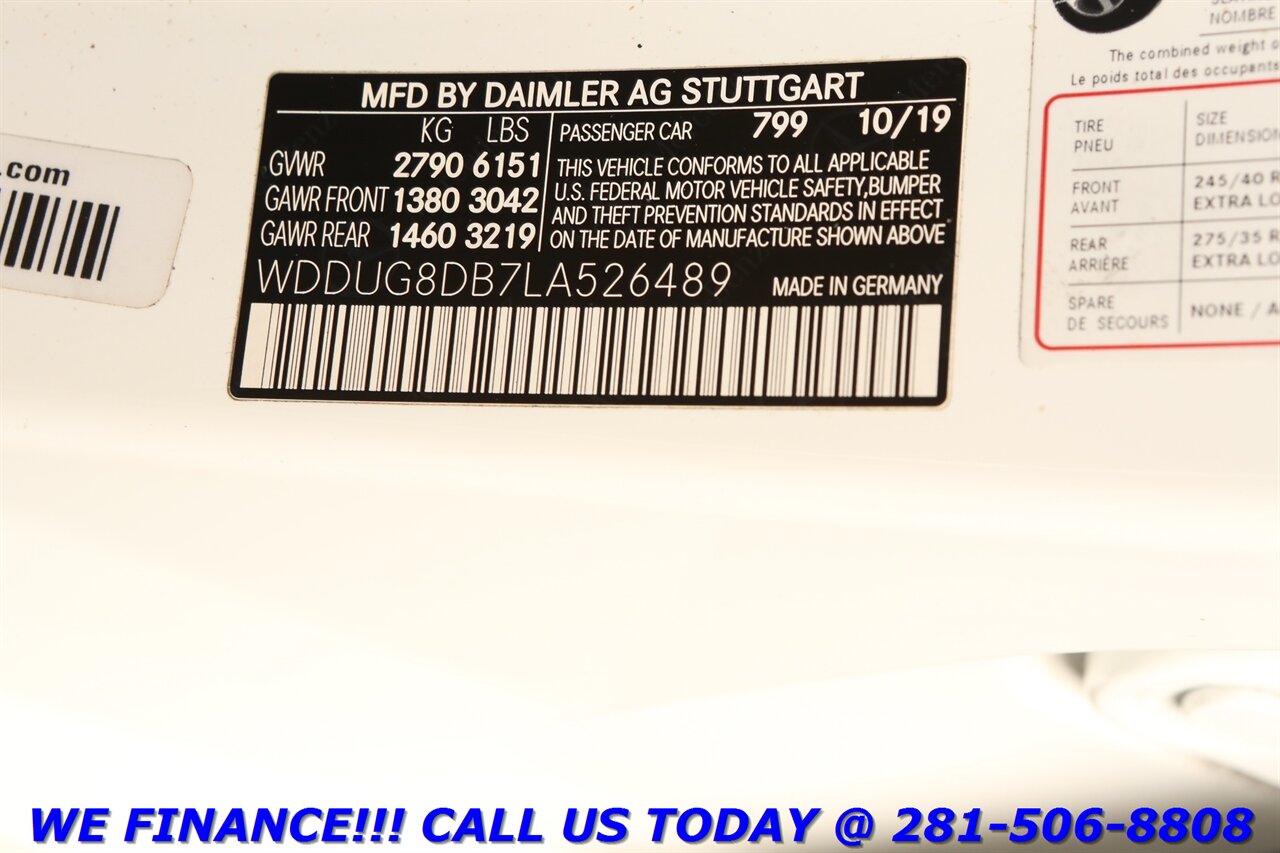 MFD BY DAIMLER AG STUTTGART
KG LBS
GVWR 2790 6151
GAWR FRONT 1380 3042
GAWR REAR 1460 3219
PASSENGER CAR 799 10/19
THIS VEHICLE CONFORMS TO ALL APPLICABLE
U.S. FEDERAL MOTOR VEHICLE SAFETY,BUMPER
AND THEFT PREVENTION STANDARDS IN EFFECT
ON THE DATE OF MANUFACTURE SHOWN ABOVE
WDDUG8DB7LA526489 MADE IN GERMANY
.com
NOMBRE
The combined weight
Le poids total des occupants
TIRE
PNEU
SIZE
DIMENSION
FRONT
AVANT
245/40 R
EXTRA LO
REAR
ARRIÈRE
275/35 R
EXTRA LO
SPARE
DE SECOURS
NONE / A
WE FINANCE!!! CALL US TODAY @ 281-506-8808